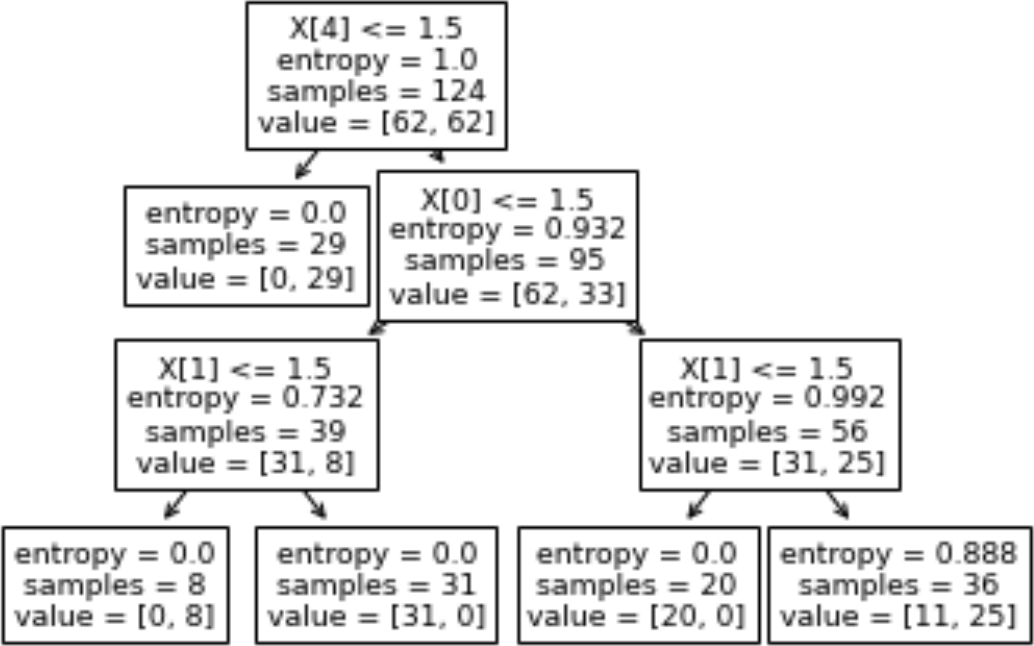 X[4] <= 1.5
entropy = 1.0
samples = 124
value = [62, 62]
entropy = 0.0
samples = 29
value = [0, 29]
X[0] <= 1.5
entropy = 0.932
samples = 95
value = [62, 33]
X[1] <= 1.5
entropy = 0.732
samples = 39
value = [31, 8]
X[1] <= 1.5
entropy = 0.992
samples = 56
value = [31, 25]
entropy = 0.0
samples = 8
value = [0, 8]
entropy = 0.0
samples = 31
value = [31, 0]
entropy = 0.0
samples = 20
value = [20, 0]
entropy = 0.888
samples = 36
value = [11, 25]